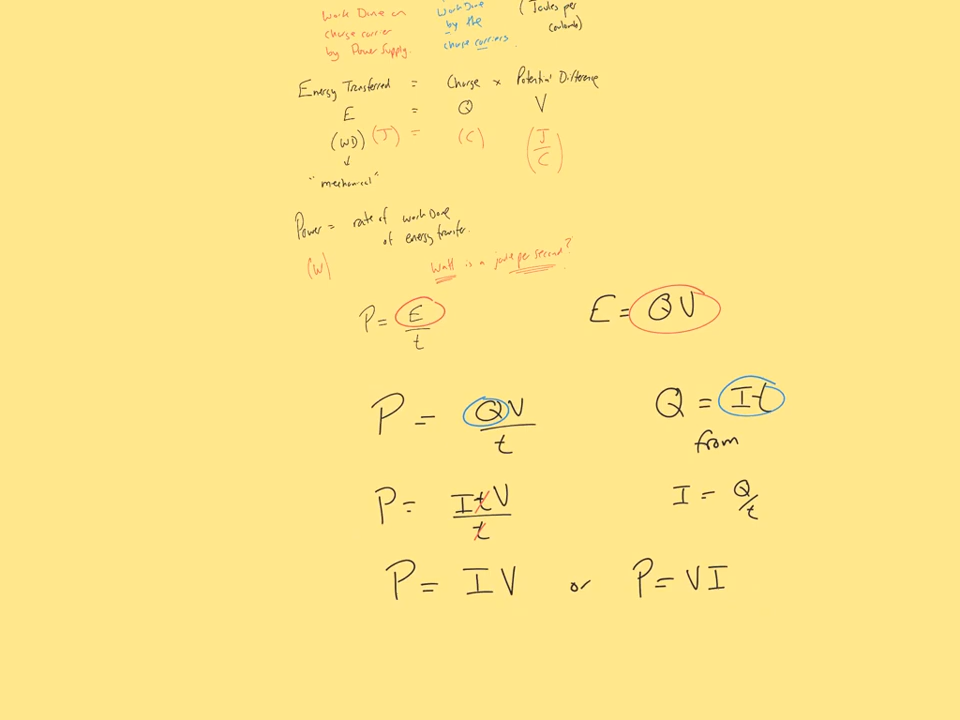 Work Done on
charge carrier
by Power Supply.
Work Done
by the
charge carriers.
(Joules per
coulomb)
Energy Transferred = Charge × Potential Difference
E = Q V
(WD) (J) = (C) (J/C)
↓
"mechanical"
Power = rate of work Done
of energy transfer.
(W) Watt is a joule per second?
P = E/t E = QV
P = QV/t Q = It
from
P = ItV/t I = Q/t
P = IV or P = VI